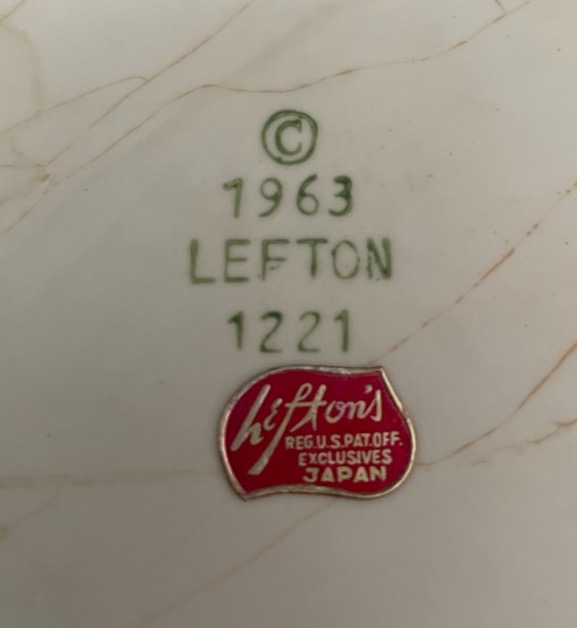 ©
1963
LEFTON
1221
Lefton's
REG.U.S.PAT.OFF.
EXCLUSIVES
JAPAN